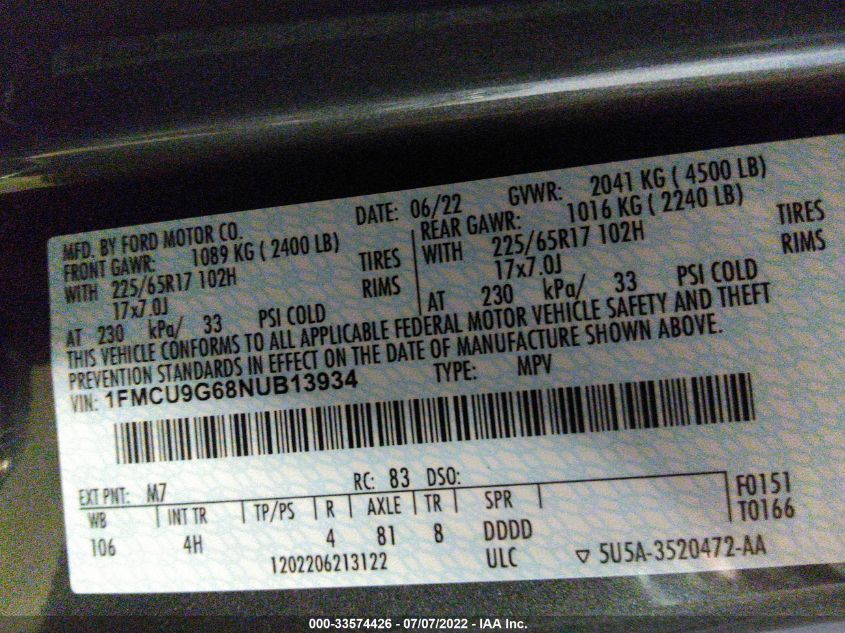 MFD. BY FORD MOTOR CO.
DATE: 06/22 GVWR: 2041 KG ( 4500 LB)
FRONT GAWR: 1089 KG ( 2400 LB)
WITH 225/65R17 102H TIRES
17x7.0J RIMS
AT 230 kPa/ 33 PSI COLD
REAR GAWR: 1016 KG ( 2240 LB)
WITH 225/65R17 102H TIRES
17x7.0J RIMS
AT 230 kPa/ 33 PSI COLD
THIS VEHICLE CONFORMS TO ALL APPLICABLE FEDERAL MOTOR VEHICLE SAFETY AND THEFT
PREVENTION STANDARDS IN EFFECT ON THE DATE OF MANUFACTURE SHOWN ABOVE.
VIN: 1FMCU9G68NUB13934 TYPE: MPV
EXT PNT: M7 RC: 83 DSO:
WB INT TR TP/PS R AXLE TR SPR F0151
T0166
106 4H 4 81 8 DDDD
1202206213122 ULC ▽ 5U5A-3520472-AA
000-33574426 - 07/07/2022 - IAA Inc.